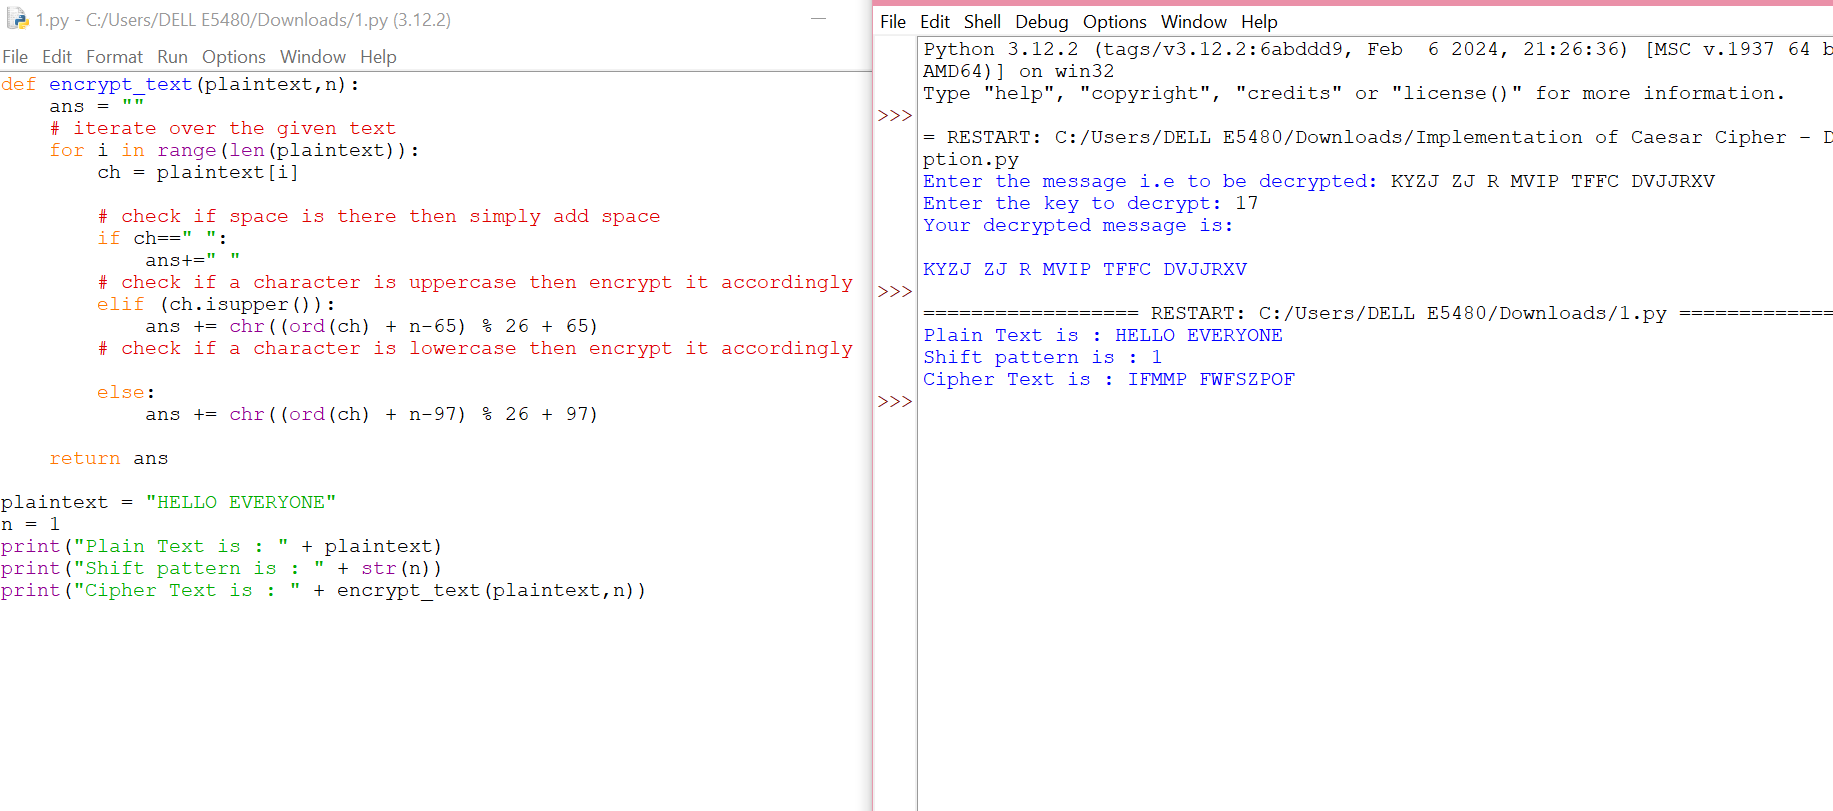 1.py - C:/Users/DELL E5480/Downloads/1.py (3.12.2)
File Edit Format Run Options Window Help
def encrypt_text(plaintext,n):
    ans = ""
    # iterate over the given text
    for i in range(len(plaintext)):
        ch = plaintext[i]

        # check if space is there then simply add space
        if ch==" ":
            ans+=" "
        # check if a character is uppercase then encrypt it accordingly
        elif (ch.isupper()):
            ans += chr((ord(ch) + n-65) % 26 + 65)
        # check if a character is lowercase then encrypt it accordingly

        else:
            ans += chr((ord(ch) + n-97) % 26 + 97)

    return ans

plaintext = "HELLO EVERYONE"
n = 1
print("Plain Text is : " + plaintext)
print("Shift pattern is : " + str(n))
print("Cipher Text is : " + encrypt_text(plaintext,n))
File Edit Shell Debug Options Window Help
Python 3.12.2 (tags/v3.12.2:6abddd9, Feb  6 2024, 21:26:36) [MSC v.1937 64 b
AMD64)] on win32
Type "help", "copyright", "credits" or "license()" for more information.
>>>
= RESTART: C:/Users/DELL E5480/Downloads/Implementation of Caesar Cipher - D
ption.py
Enter the message i.e to be decrypted: KYZJ ZJ R MVIP TFFC DVJJRXV
Enter the key to decrypt: 17
Your decrypted message is:

KYZJ ZJ R MVIP TFFC DVJJRXV
>>>
================== RESTART: C:/Users/DELL E5480/Downloads/1.py =============
Plain Text is : HELLO EVERYONE
Shift pattern is : 1
Cipher Text is : IFMMP FWFSZPOF
>>>